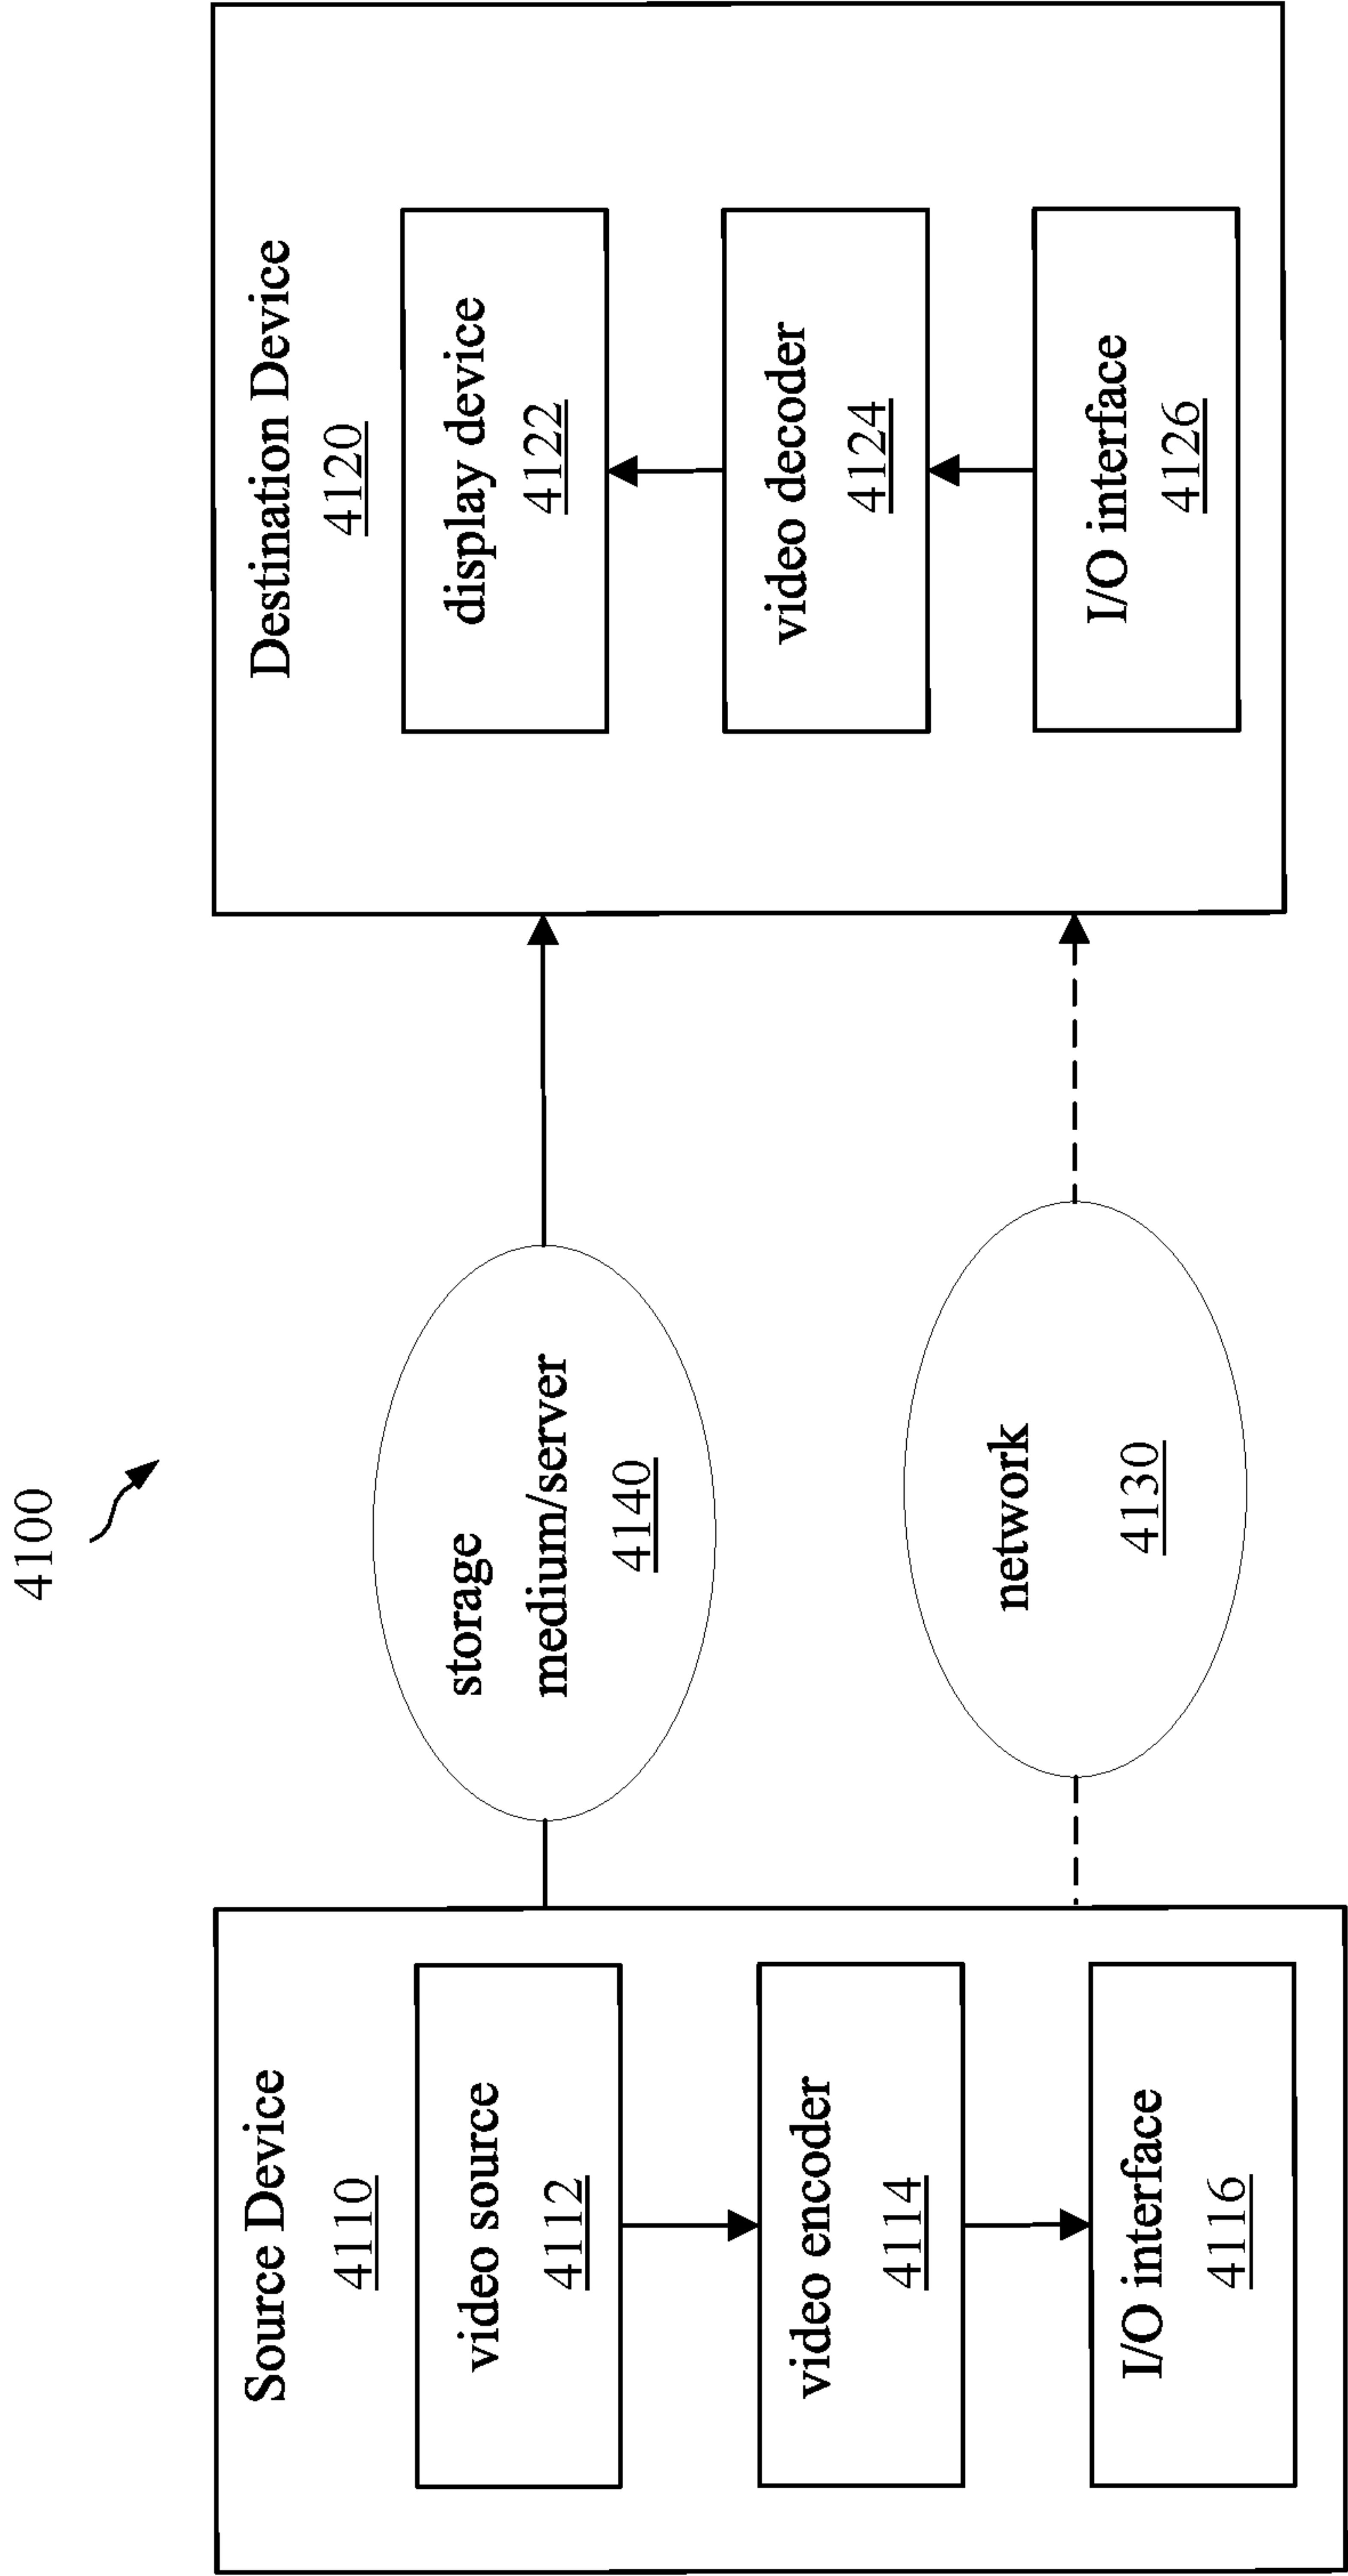 4100
Source Device
4110
video source
4112
video encoder
4114
I/O interface
4116
storage
medium/server
4140
network
4130
Destination Device
4120
display device
4122
video decoder
4124
I/O interface
4126